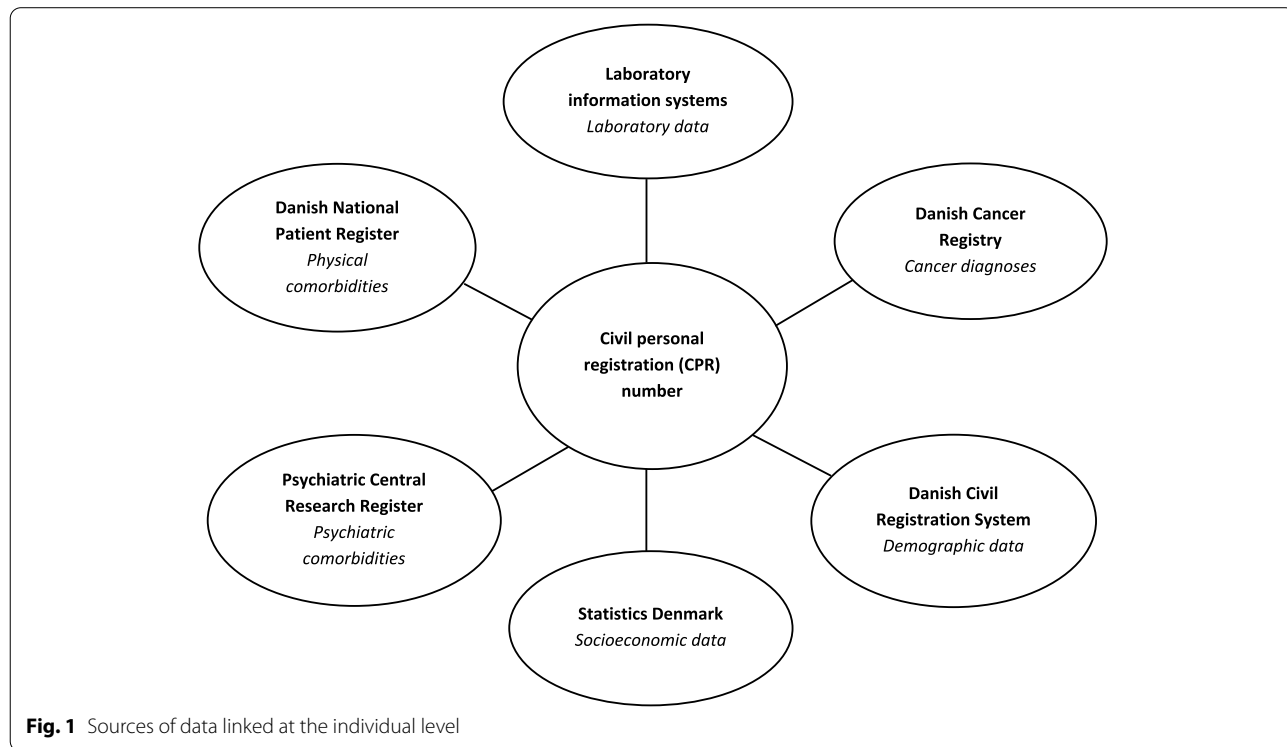 Laboratory
information systems
Laboratory data
Danish National
Patient Register
Physical
comorbidities
Danish Cancer
Registry
Cancer diagnoses
Civil personal
registration (CPR)
number
Psychiatric Central
Research Register
Psychiatric
comorbidities
Danish Civil
Registration System
Demographic data
Statistics Denmark
Socioeconomic data
Fig. 1 Sources of data linked at the individual level